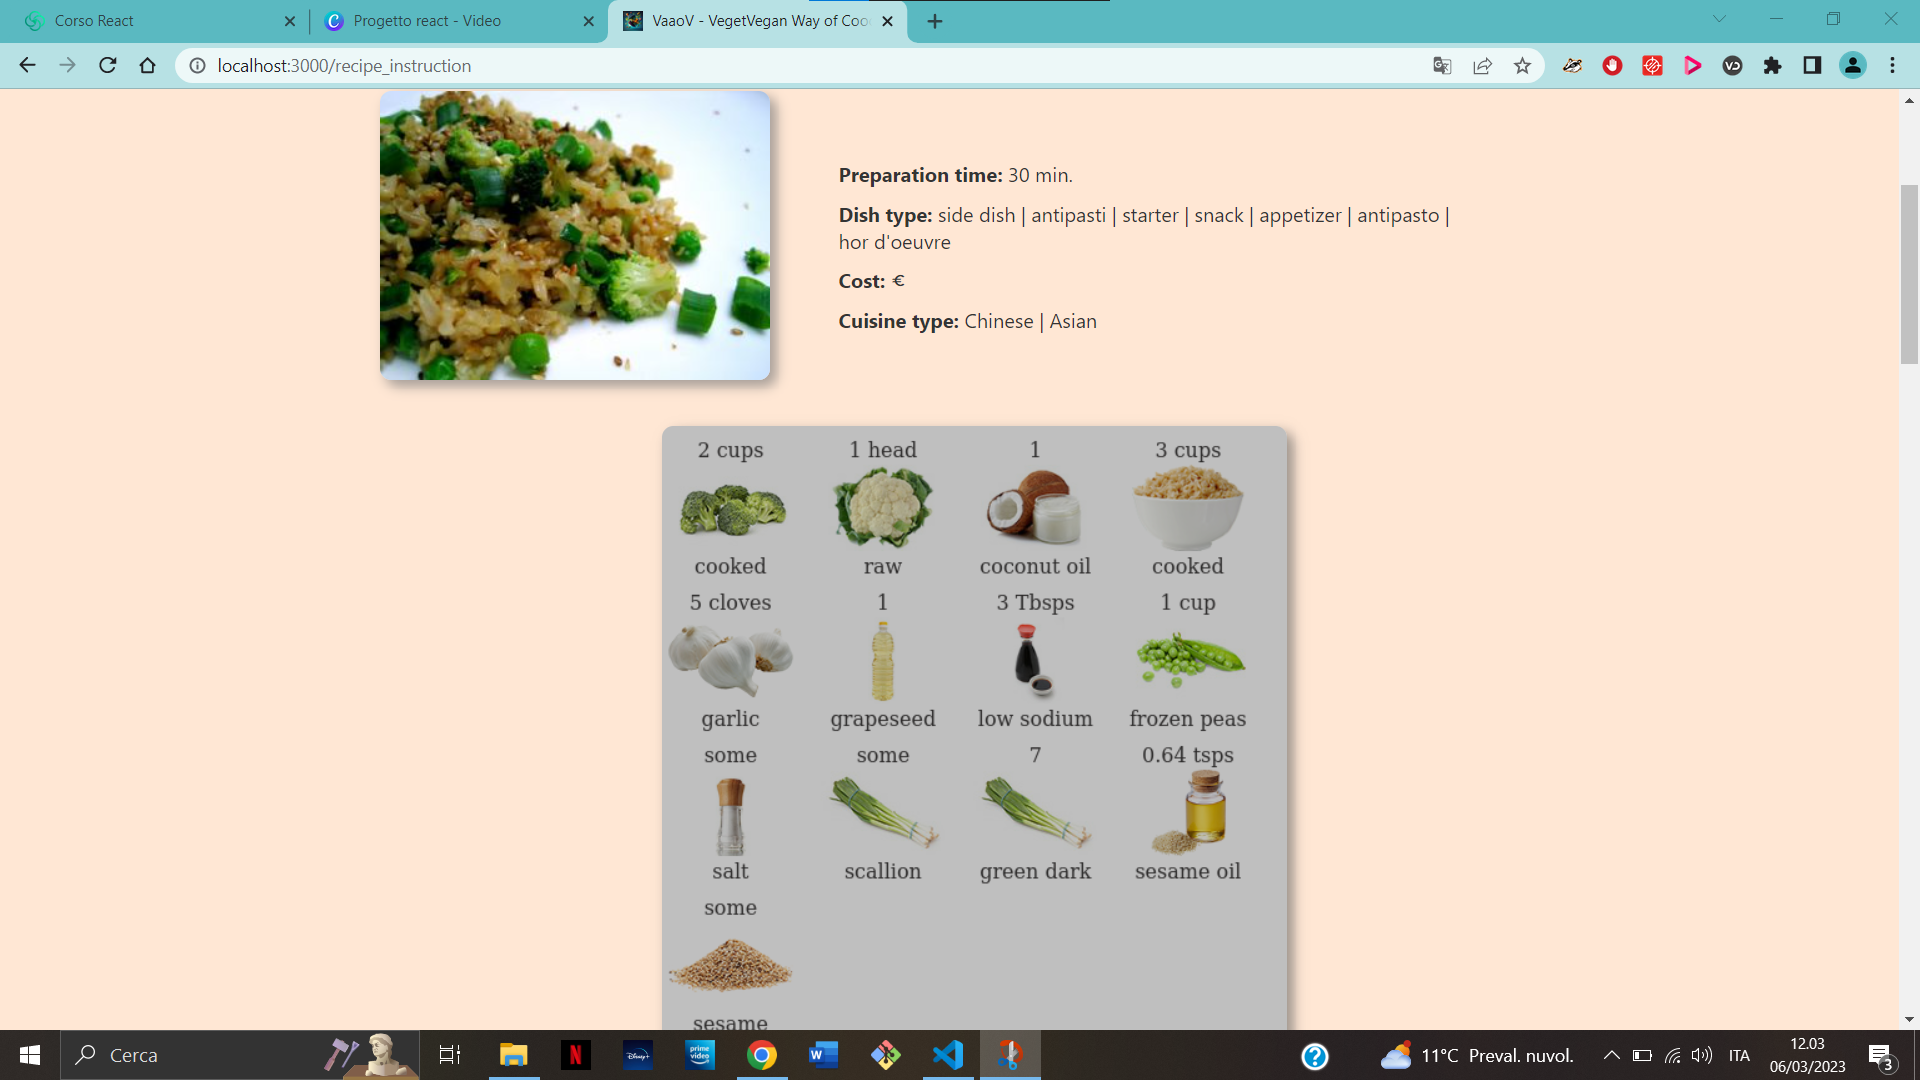 Corso React
Progetto react - Video
VaaoV - VegetVegan Way of Coo
localhost:3000/recipe_instruction
Preparation time: 30 min.
Dish type: side dish | antipasti | starter | snack | appetizer | antipasto |
hor d'oeuvre
Cost: €
Cuisine type: Chinese | Asian
2 cups 1 head 1 3 cups
cooked raw coconut oil cooked
5 cloves 1 3 Tbsps 1 cup
garlic grapeseed low sodium frozen peas
some some 7 0.64 tsps
salt scallion green dark sesame oil
some
sesame
Cerca
N
Disney+
prime video
W
11°C Preval. nuvol.
ITA
12.03
06/03/2023
3